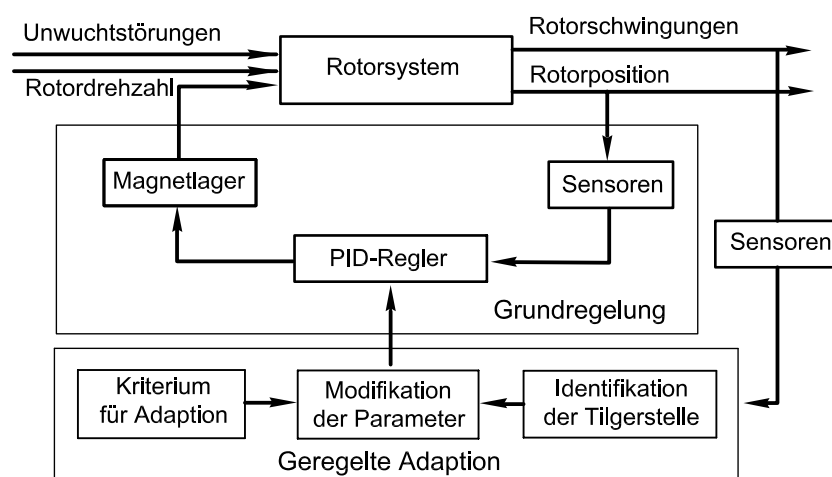 Unwuchtstörungen
Rotordrehzahl
Rotorsystem
Rotorschwingungen
Rotorposition
Magnetlager
Sensoren
Sensoren
PID-Regler
Grundregelung
Kriterium
für Adaption
Modifikation
der Parameter
Identifikation
der Tilgerstelle
Geregelte Adaption